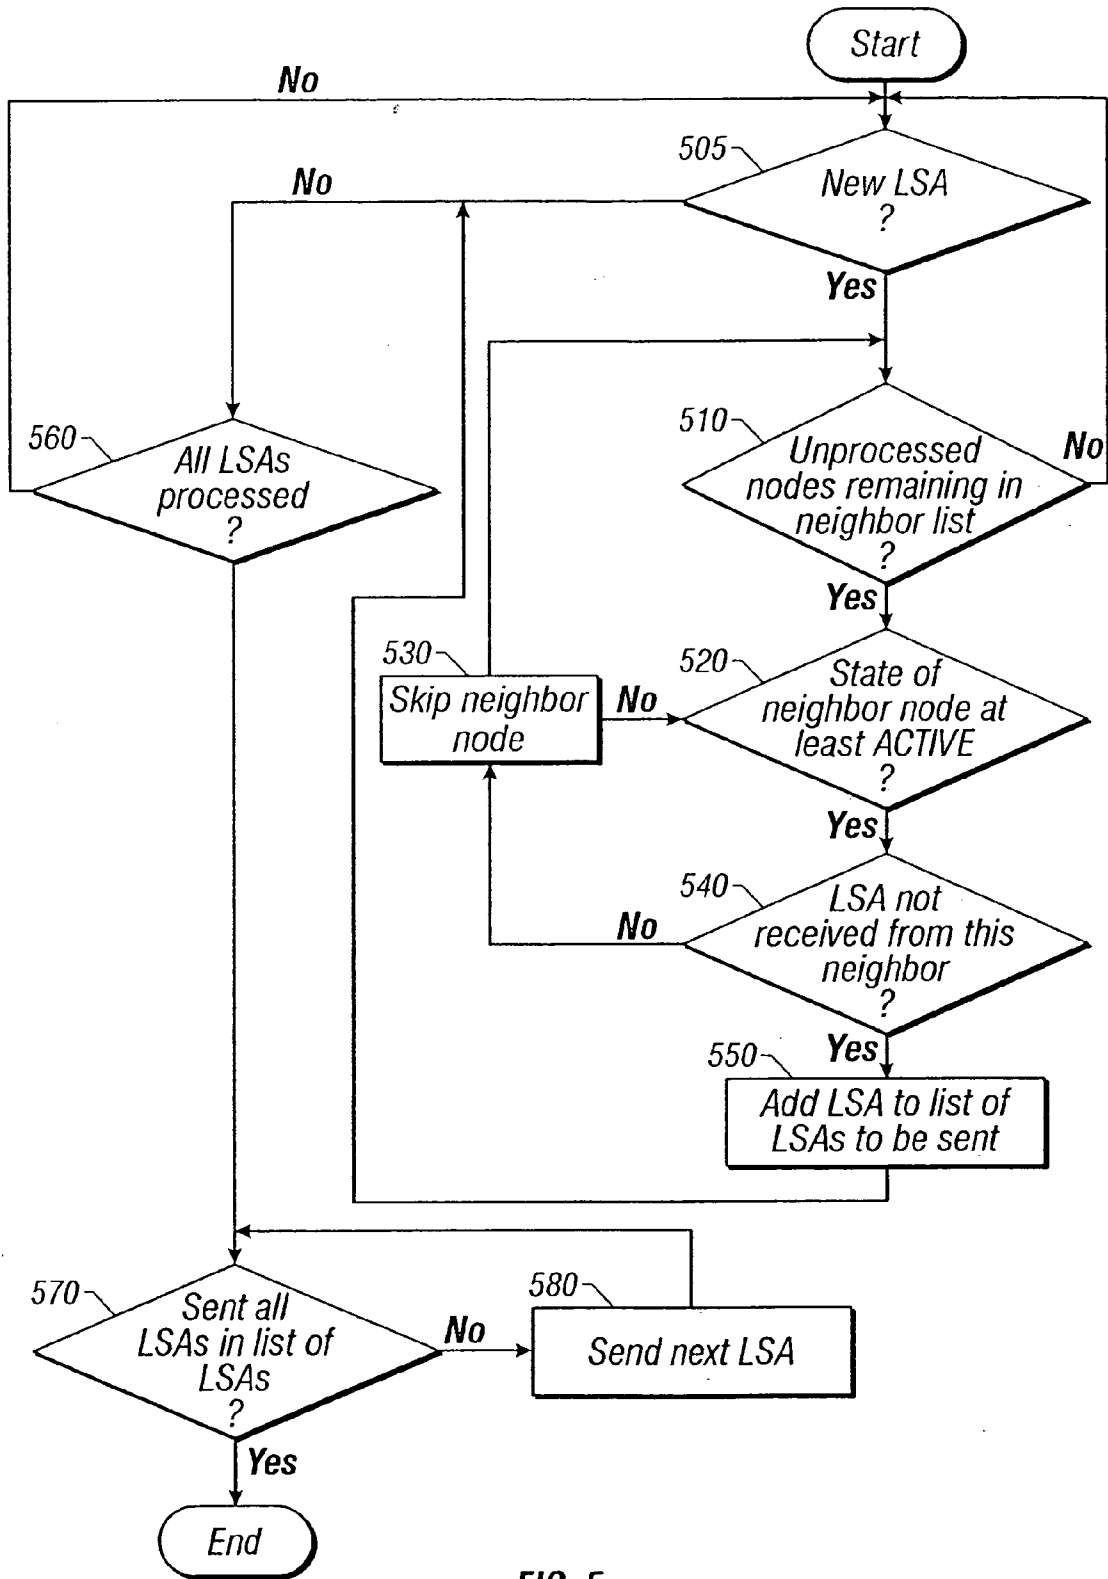 Start
No
505
New LSA
?
No
Yes
510
Unprocessed
nodes remaining in
neighbor list
?
No
Yes
560
All LSAs
processed
?
530
Skip neighbor
node
No
520
State of
neighbor node at
least ACTIVE
?
Yes
540
LSA not
received from this
neighbor
?
No
Yes
550
Add LSA to list of
LSAs to be sent
570
Sent all
LSAs in list of
LSAs
?
No
580
Send next LSA
Yes
End